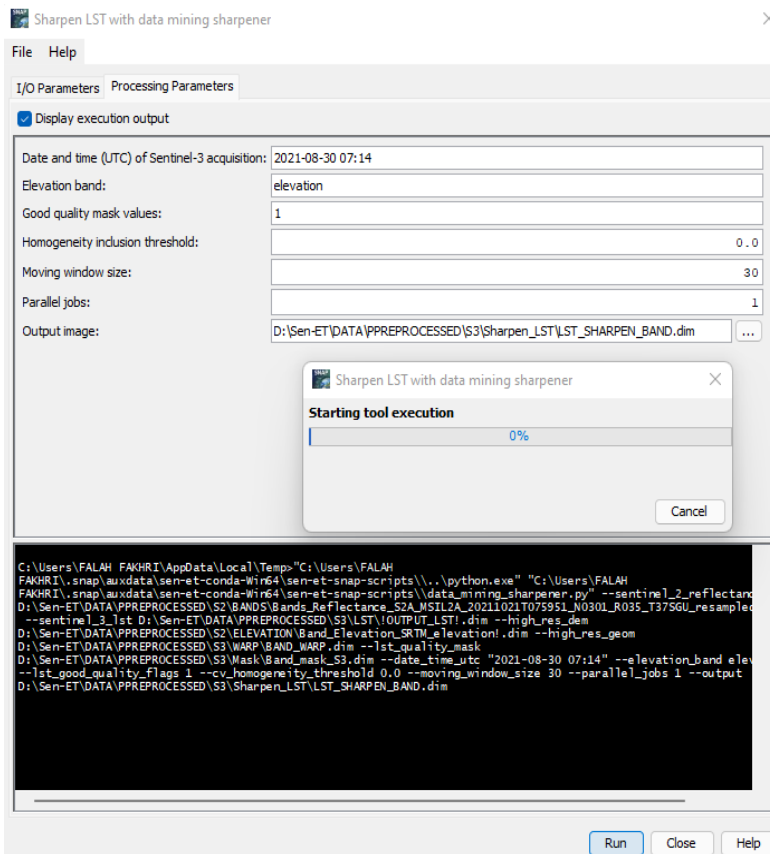 Sharpen LST with data mining sharpener
File Help
I/O Parameters Processing Parameters
Display execution output
Date and time (UTC) of Sentinel-3 acquisition: 2021-08-30 07:14
Elevation band: elevation
Good quality mask values: 1
Homogeneity inclusion threshold: 0.0
Moving window size: 30
Parallel jobs: 1
Output image: D:\Sen-ET\DATA\PPREPROCESSED\S3\Sharpen_LST\LST_SHARPEN_BAND.dim ...
Sharpen LST with data mining sharpener
Starting tool execution
0%
Cancel
C:\Users\FALAH FAKHRI\AppData\Local\Temp>"C:\Users\FALAH
FAKHRI\.snap\auxdata\sen-et-conda-Win64\sen-et-snap-scripts\\..\python.exe" "C:\Users\FALAH
FAKHRI\.snap\auxdata\sen-et-conda-Win64\sen-et-snap-scripts\\data_mining_sharpener.py" --sentinel_2_reflectanc
D:\Sen-ET\DATA\PPREPROCESSED\S2\BANDS\Bands_Reflectance_S2A_MSIL2A_20211021T075951_N0301_R035_T37SGU_resampled
--sentinel_3_lst D:\Sen-ET\DATA\PPREPROCESSED\S3\LST\!OUTPUT_LST!.dim --high_res_dem
D:\Sen-ET\DATA\PPREPROCESSED\S2\ELEVATION\Band_Elevation_SRTM_elevation!.dim --high_res_geom
D:\Sen-ET\DATA\PPREPROCESSED\S3\WARP\BAND_WARP.dim --lst_quality_mask
D:\Sen-ET\DATA\PPREPROCESSED\S3\Mask\Band_mask_S3.dim --date_time_utc "2021-08-30 07:14" --elevation_band elev
--lst_good_quality_flags 1 --cv_homogeneity_threshold 0.0 --moving_window_size 30 --parallel_jobs 1 --output
D:\Sen-ET\DATA\PPREPROCESSED\S3\Sharpen_LST\LST_SHARPEN_BAND.dim
Run Close Help